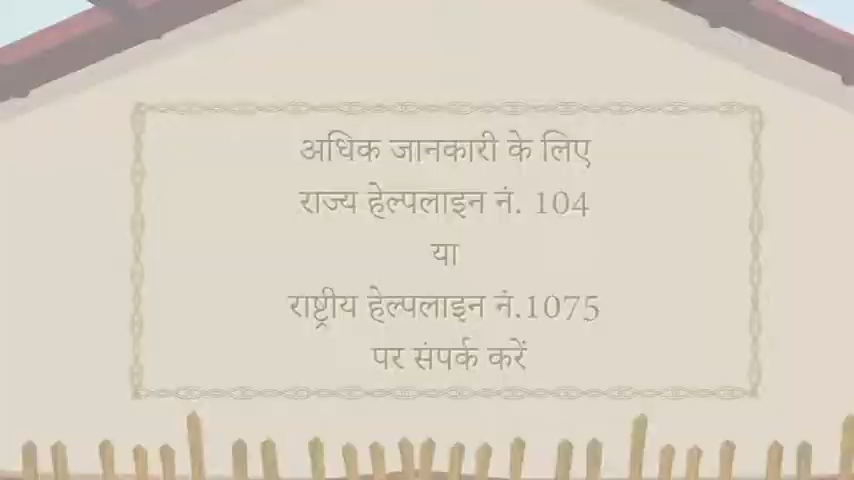 अधिक जानकारी के लिए
राज्य हेल्पलाइन नं. 104
या
राष्ट्रीय हेल्पलाइन नं.1075
पर संपर्क करें